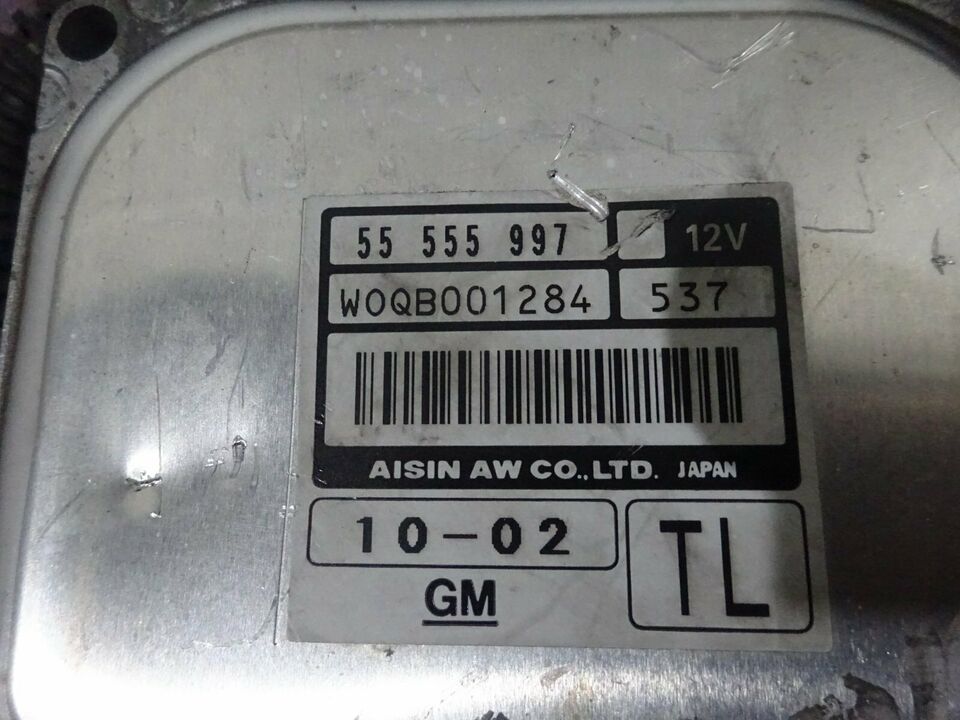 55 555 997 12V
W0QB001284 537
AISIN AW CO.,LTD. JAPAN
10-02
TL
GM